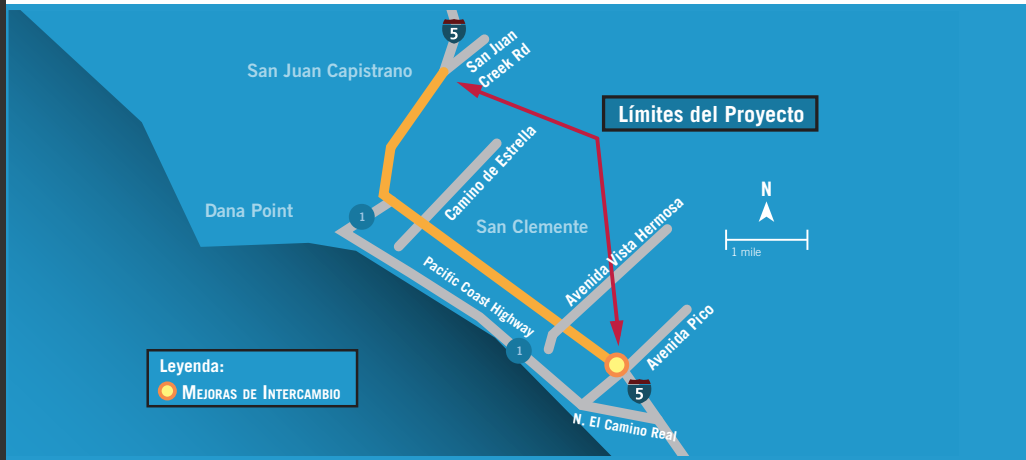 5
San Juan
Creek Rd
San Juan Capistrano
Límites del Proyecto
Camino de Estrella
N
Dana Point
1
San Clemente
Avenida Vista Hermosa
1 mile
Pacific Coast Highway
1
Avenida Pico
Leyenda:
MEJORAS DE INTERCAMBIO
5
N. El Camino Real